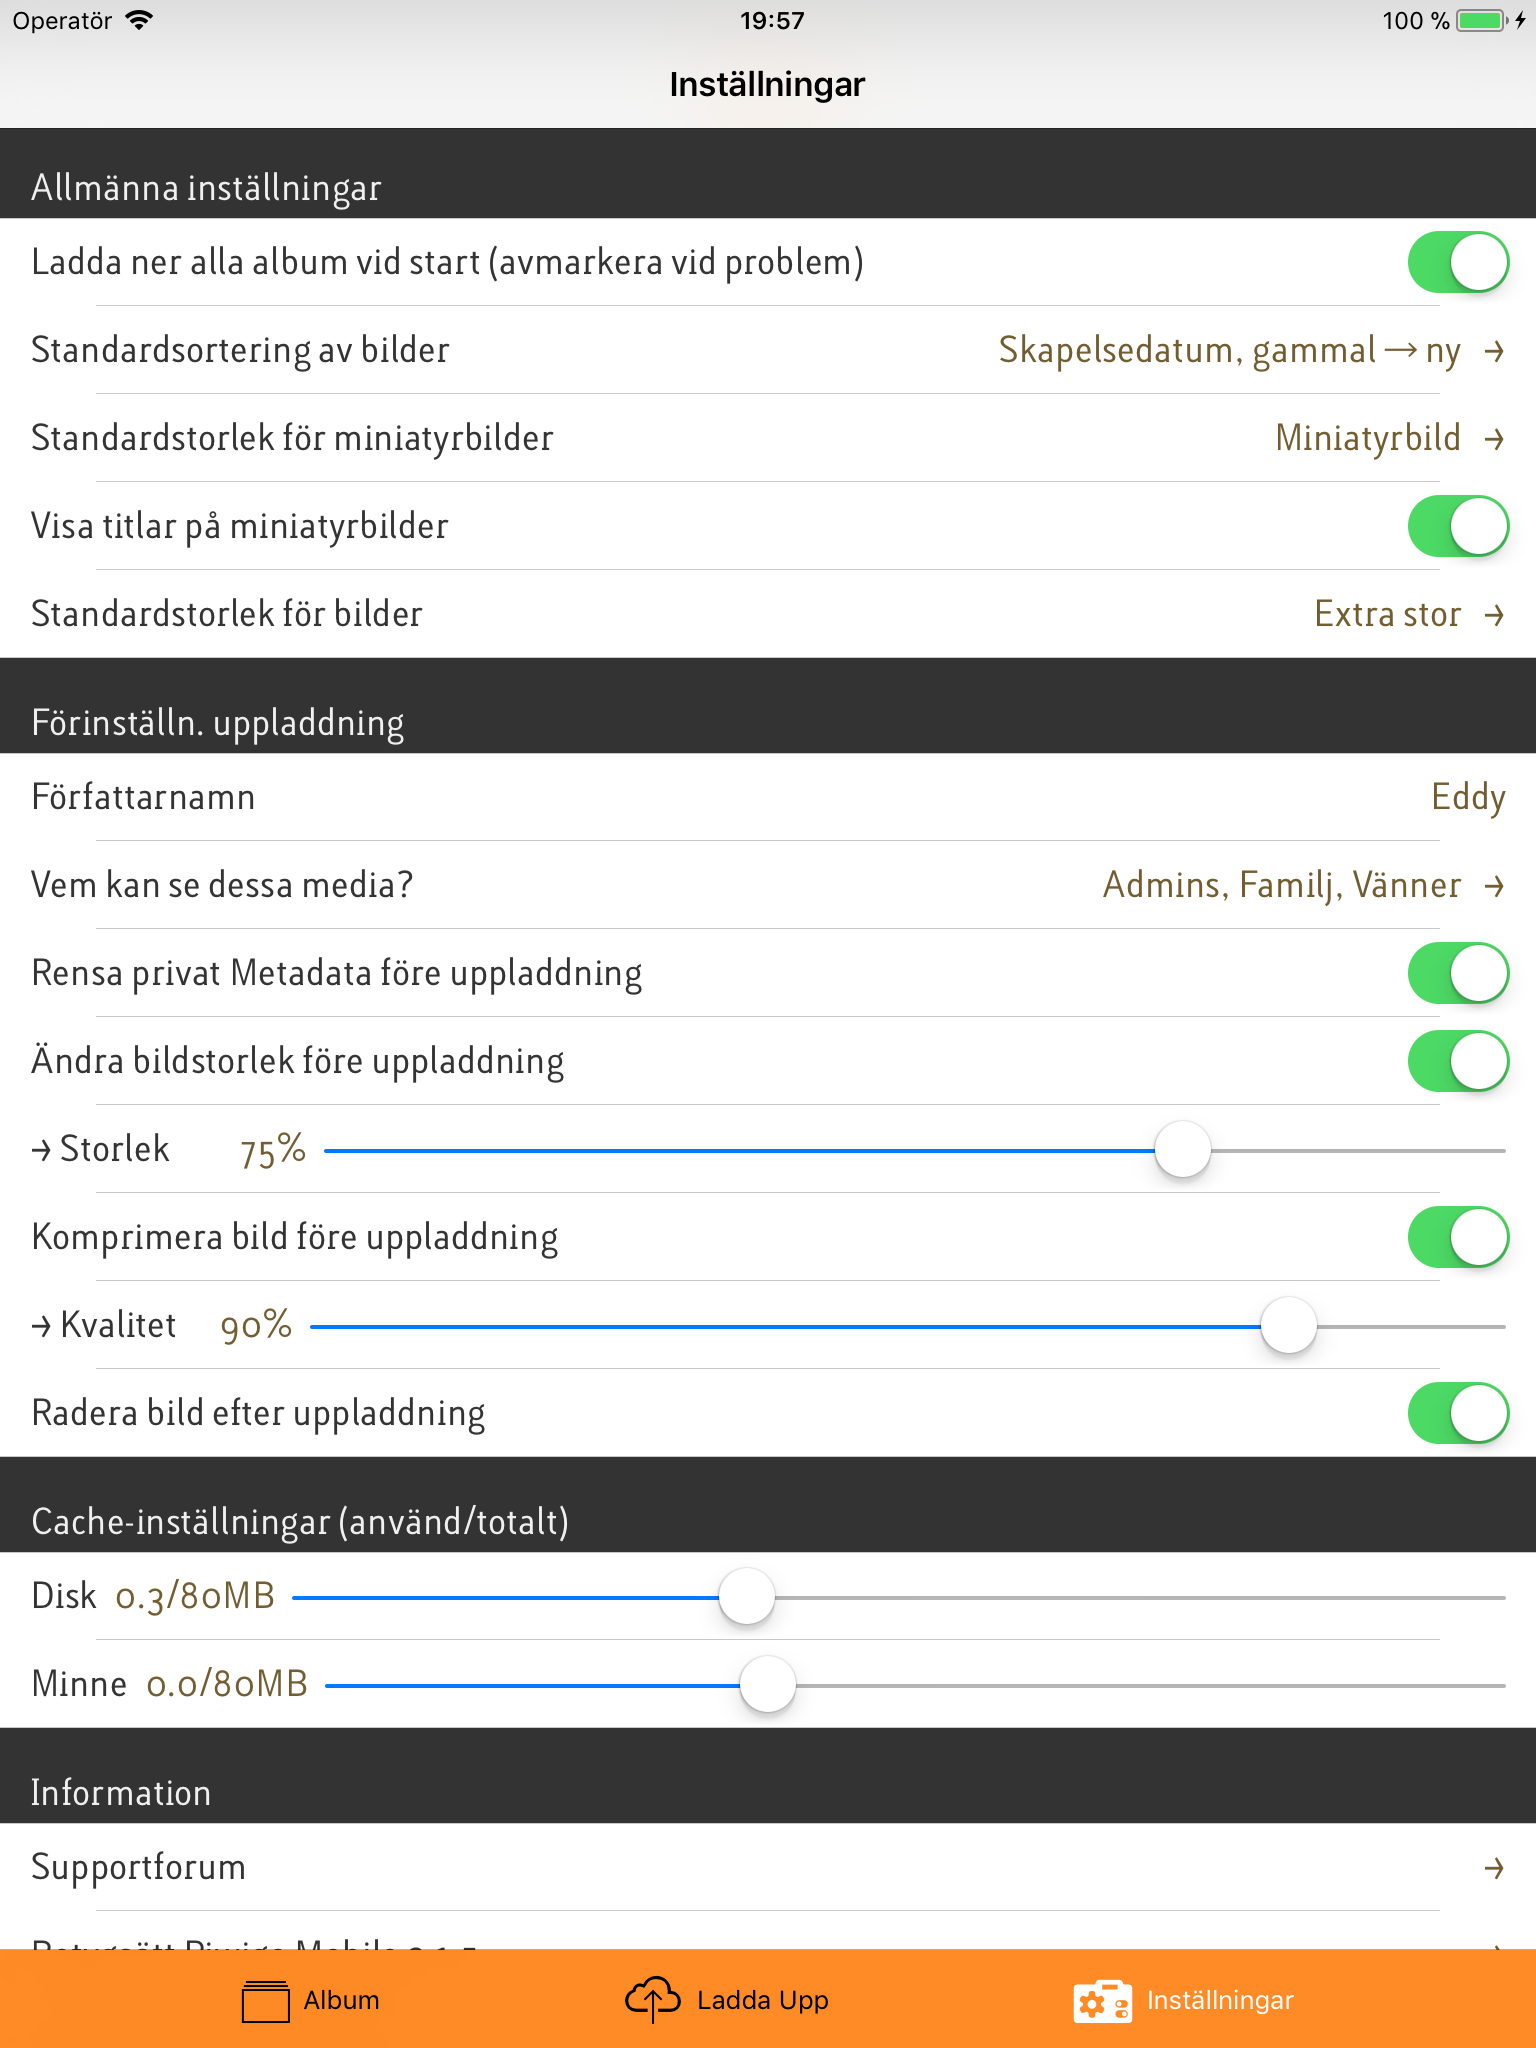 Operatör 19:57 100 %
Inställningar
Allmänna inställningar
Ladda ner alla album vid start (avmarkera vid problem)
Standardsortering av bilder Skapelsedatum, gammal→ny →
Standardstorlek för miniatyrbilder Miniatyrbild →
Visa titlar på miniatyrbilder
Standardstorlek för bilder Extra stor →
Förinställn. uppladdning
Författarnamn Eddy
Vem kan se dessa media? Admins, Familj, Vänner →
Rensa privat Metadata före uppladdning
Ändra bildstorlek före uppladdning
→ Storlek 75%
Komprimera bild före uppladdning
→ Kvalitet 90%
Radera bild efter uppladdning
Cache-inställningar (använd/totalt)
Disk 0.3/80MB
Minne 0.0/80MB
Information
Supportforum →
Album Ladda Upp Inställningar